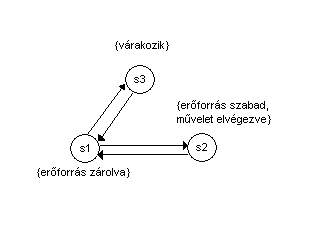 {várakozik}
s3
{erőforrás szabad,
művelet elvégezve}
s1
s2
{erőforrás zárolva}